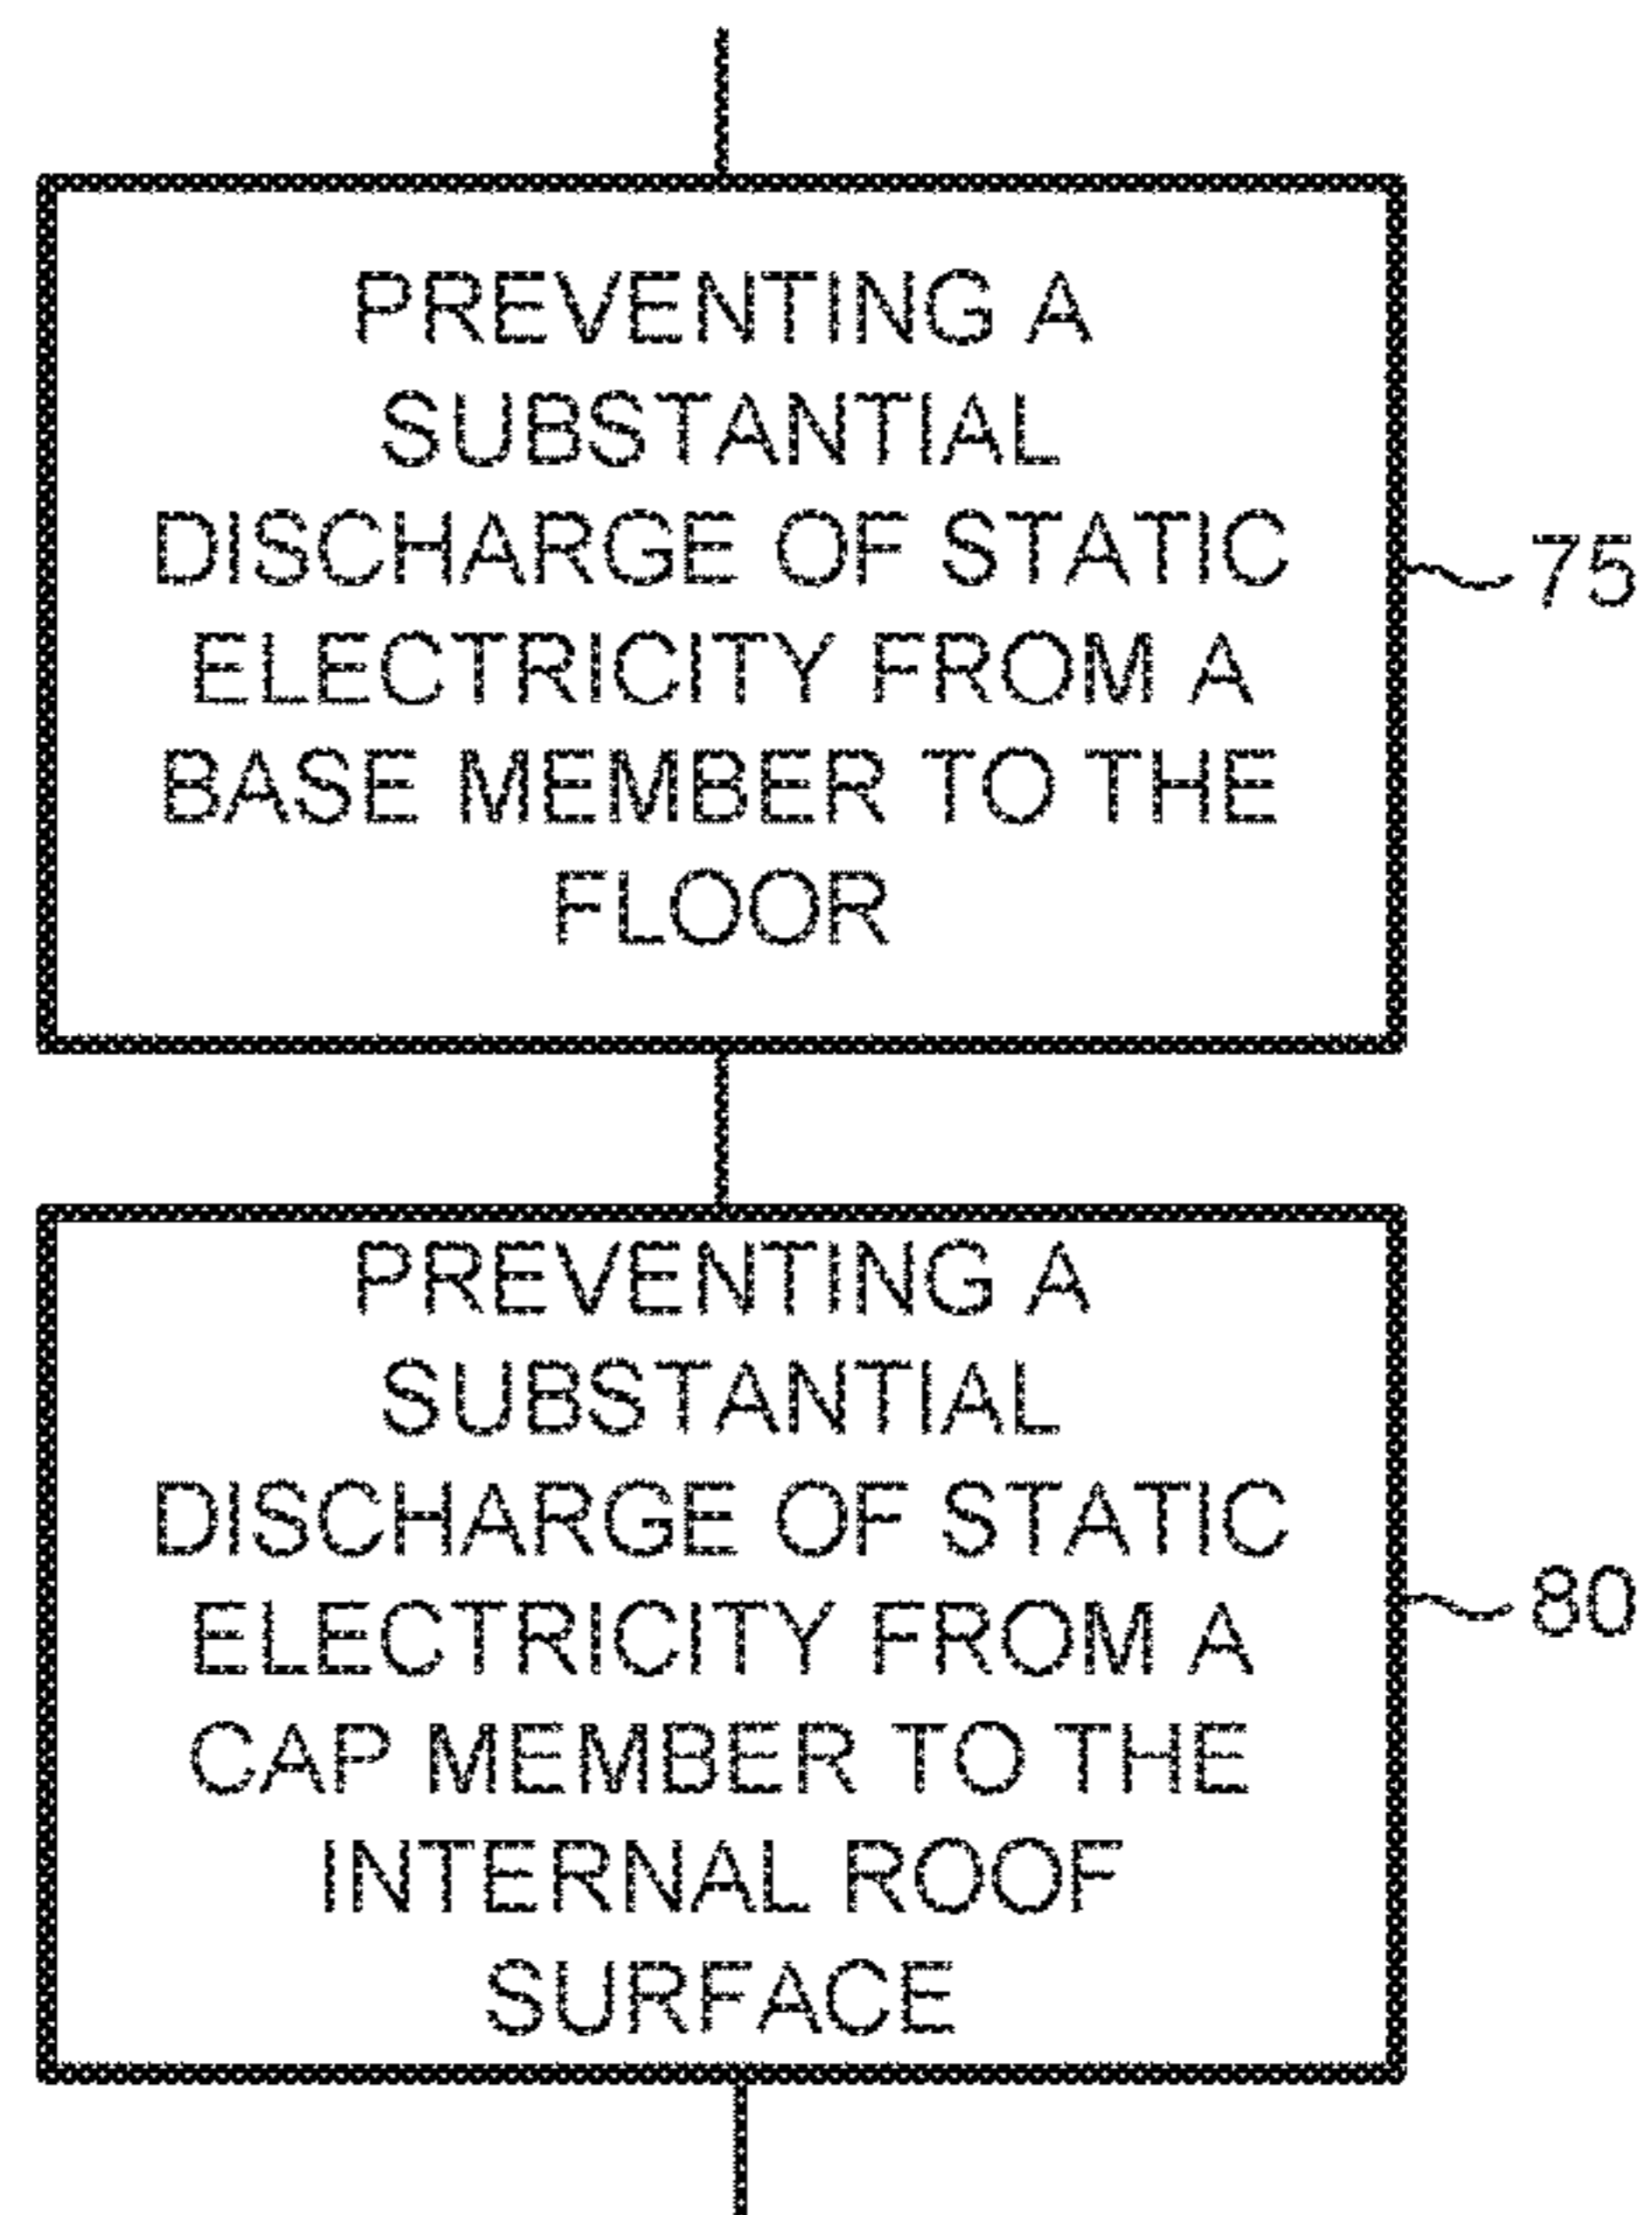 PREVENTING A
SUBSTANTIAL
DISCHARGE OF STATIC
ELECTRICITY FROM A
BASE MEMBER TO THE
FLOOR
75
PREVENTING A
SUBSTANTIAL
DISCHARGE OF STATIC
ELECTRICITY FROM A
CAP MEMBER TO THE
INTERNAL ROOF
SURFACE
80